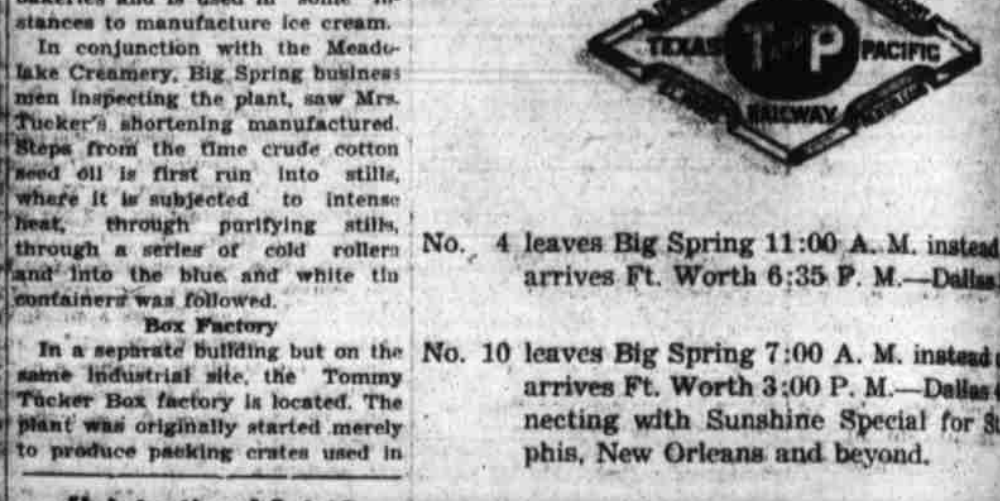 stances to manufacture ice cream.
In conjunction with the Meado-
lake Creamery, Big Spring business
men inspecting the plant, saw Mrs.
Tucker's shortening manufactured.
Steps from the time crude cotton
seed oil is first run into stills,
where it is subjected to intense
heat, through purifying stills,
through a series of cold rollers
and into the blue and white tin
containers was followed.
Box Factory
In a separate building but on the
same industrial site, the Tommy
Tucker Box factory is located. The
plant was originally started merely
to produce packing crates used in
TEXAS T P PACIFIC
RAILWAY
No. 4 leaves Big Spring 11:00 A. M. instead
arrives Ft. Worth 6:35 P. M.—Dallas
No. 10 leaves Big Spring 7:00 A. M. instead
arrives Ft. Worth 3:00 P. M.—Dallas
necting with Sunshine Special for
phis, New Orleans and beyond.